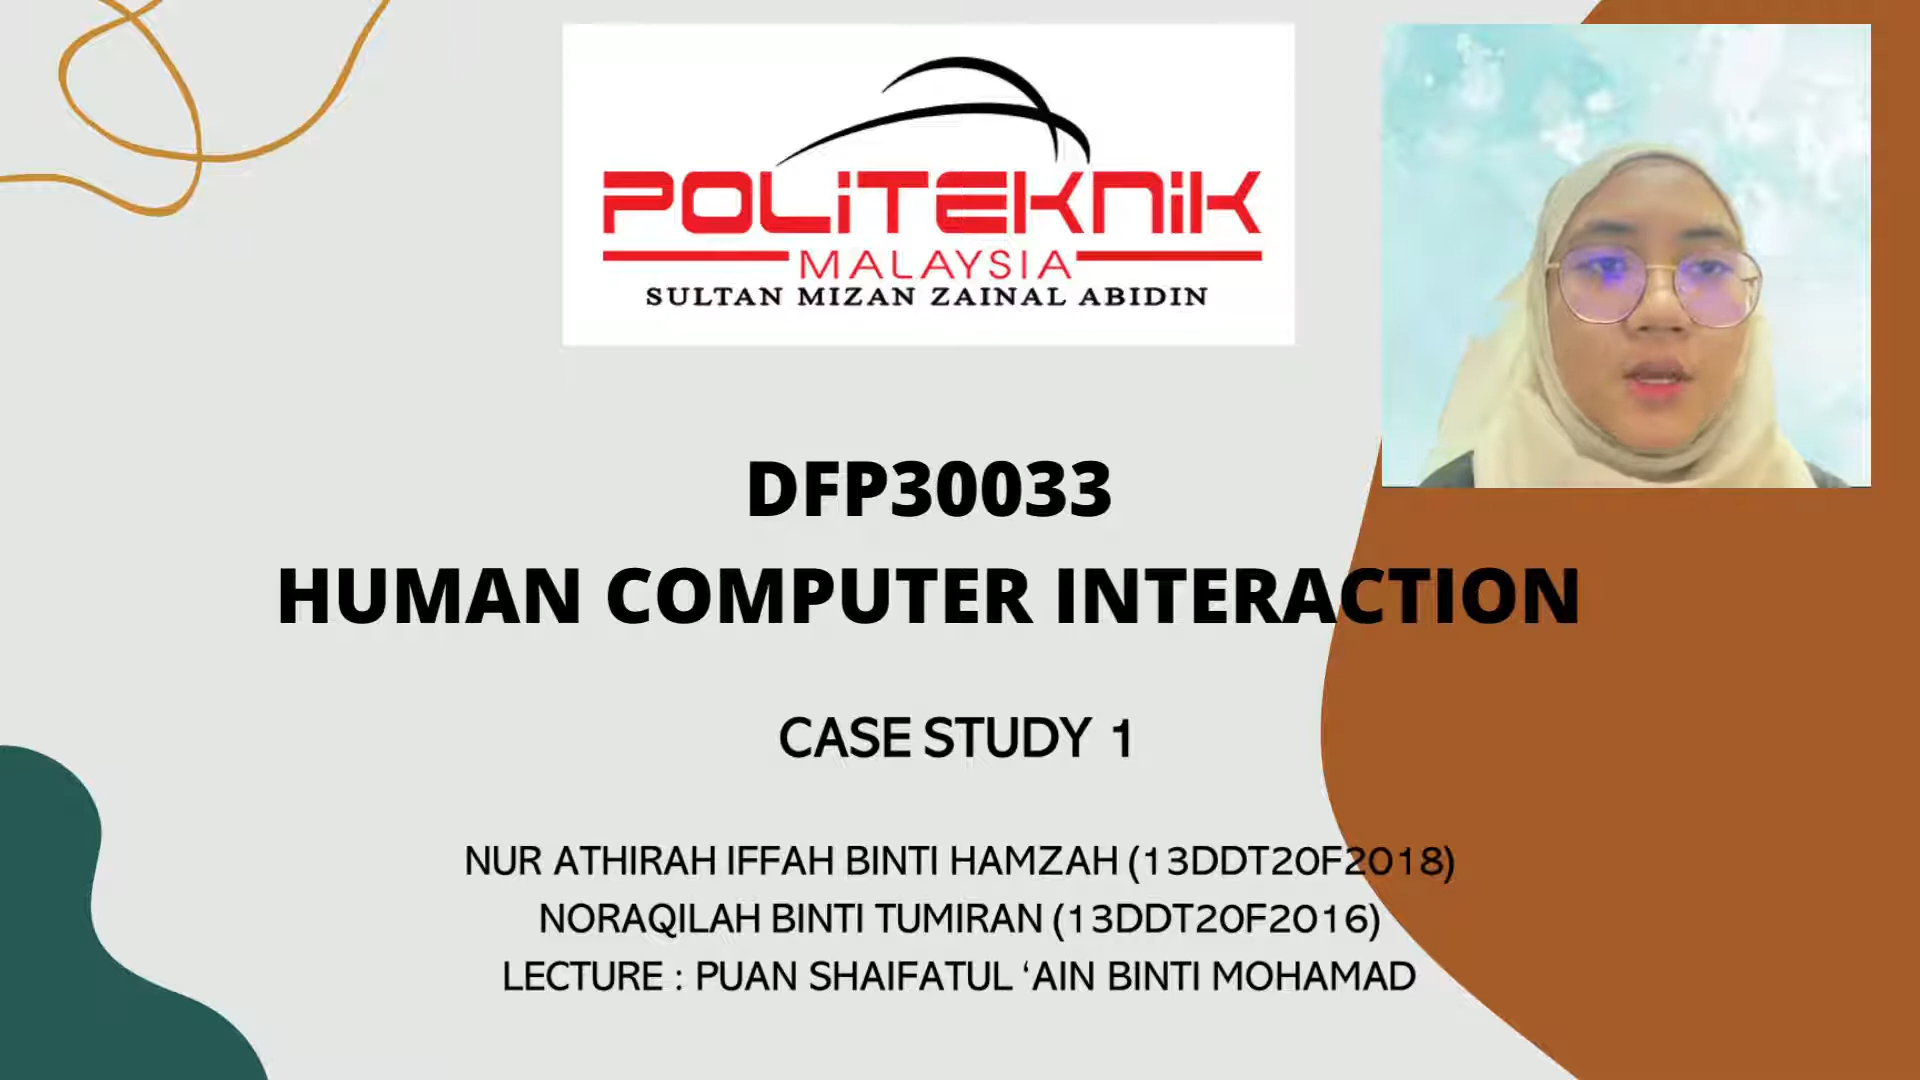 POLITEKNIK
MALAYSIA
SULTAN MIZAN ZAINAL ABIDIN
DFP30033
HUMAN COMPUTER INTERACTION
CASE STUDY 1
NUR ATHIRAH IFFAH BINTI HAMZAH (13DDT20F2018)
NORAQILAH BINTI TUMIRAN (13DDT20F2016)
LECTURE : PUAN SHAIFATUL ‘AIN BINTI MOHAMAD